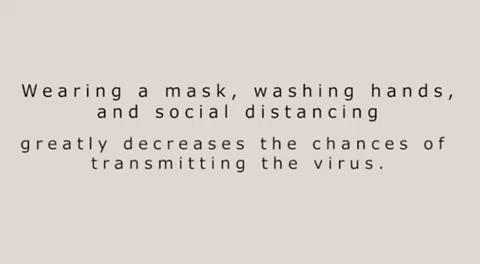 Wearing a mask, washing hands,
and social distancing
greatly decreases the chances of
transmitting the virus.